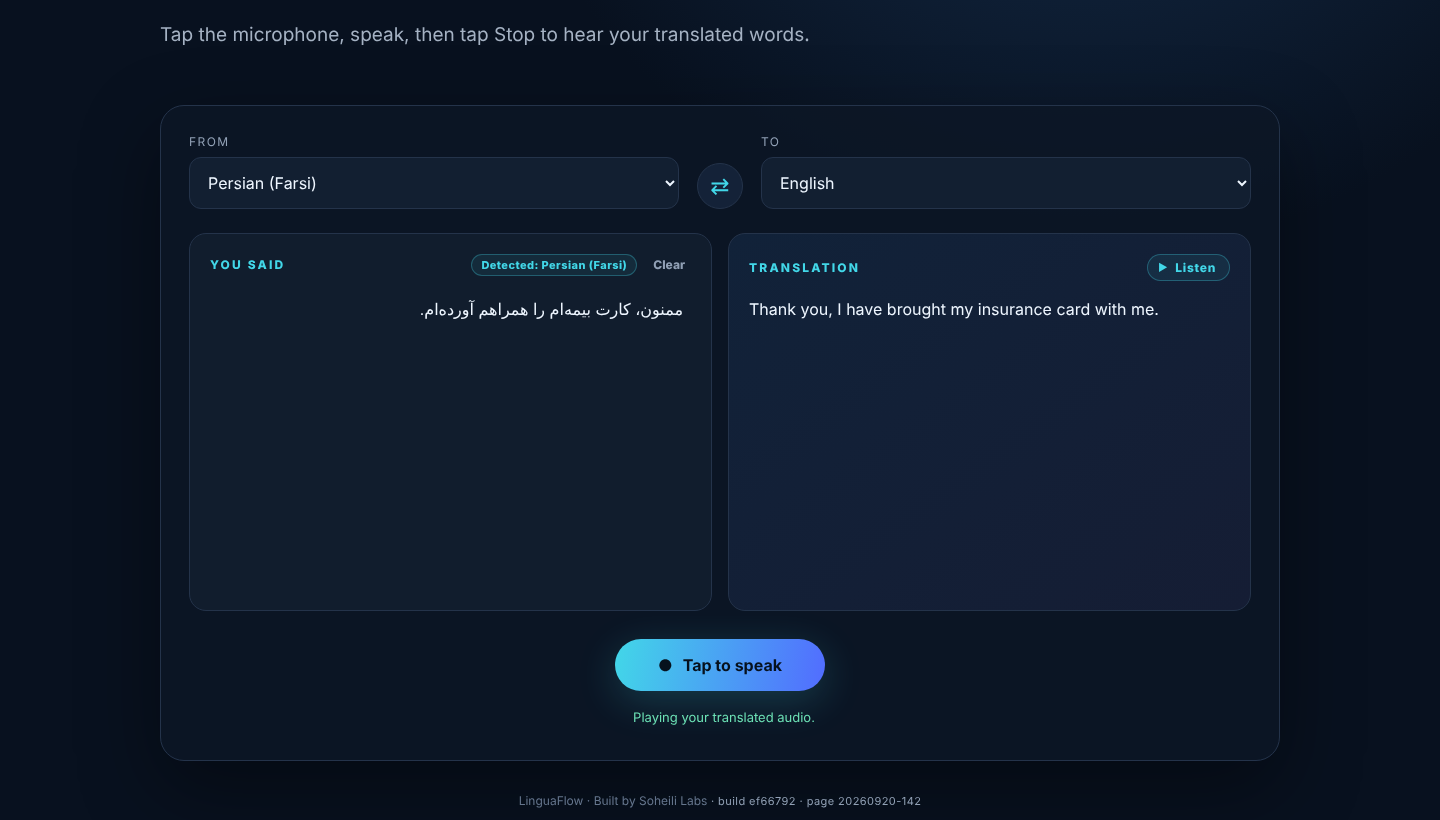 Tap the microphone, speak, then tap Stop to hear your translated words.
FROM
Persian (Farsi)
TO
English
YOU SAID
Detected: Persian (Farsi)
Clear
ممنون، کارت بیمه‌ام را همراهم آورده‌ام.
TRANSLATION
Listen
Thank you, I have brought my insurance card with me.
Tap to speak
Playing your translated audio.
LinguaFlow · Built by Soheili Labs · build ef66792 · page 20260920-142